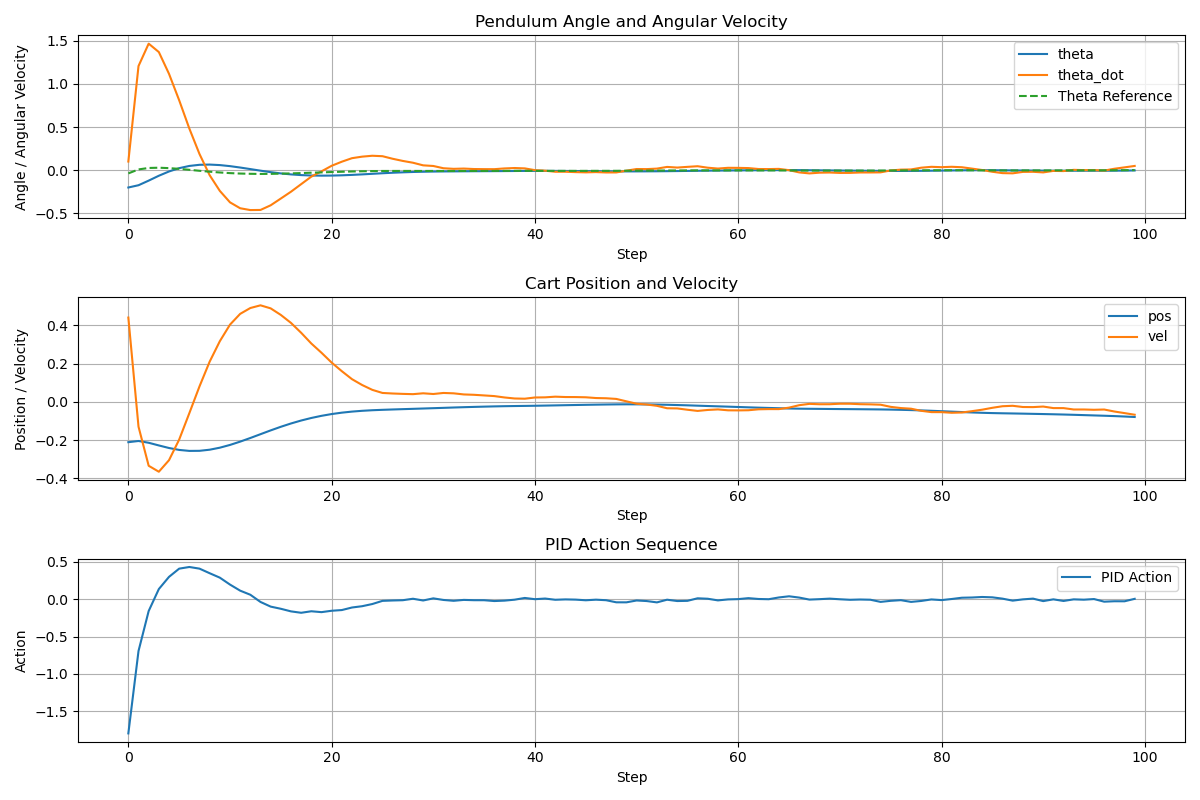 Pendulum Angle and Angular Velocity
Angle / Angular Velocity
1.5
1.0
0.5
0.0
−0.5
theta
theta_dot
Theta Reference
0 20 40 60 80 100
Step
Cart Position and Velocity
Position / Velocity
0.4
0.2
0.0
−0.2
−0.4
pos
vel
0 20 40 60 80 100
Step
PID Action Sequence
Action
0.5
0.0
−0.5
−1.0
−1.5
PID Action
0 20 40 60 80 100
Step